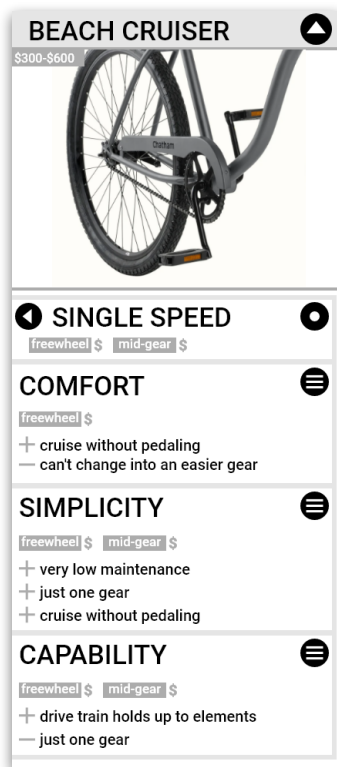 BEACH CRUISER
$300-$600
Chatham
SINGLE SPEED
freewheel $ mid-gear $
COMFORT
freewheel $
+ cruise without pedaling
— can't change into an easier gear
SIMPLICITY
freewheel $ mid-gear $
+ very low maintenance
+ just one gear
+ cruise without pedaling
CAPABILITY
freewheel $ mid-gear $
+ drive train holds up to elements
— just one gear